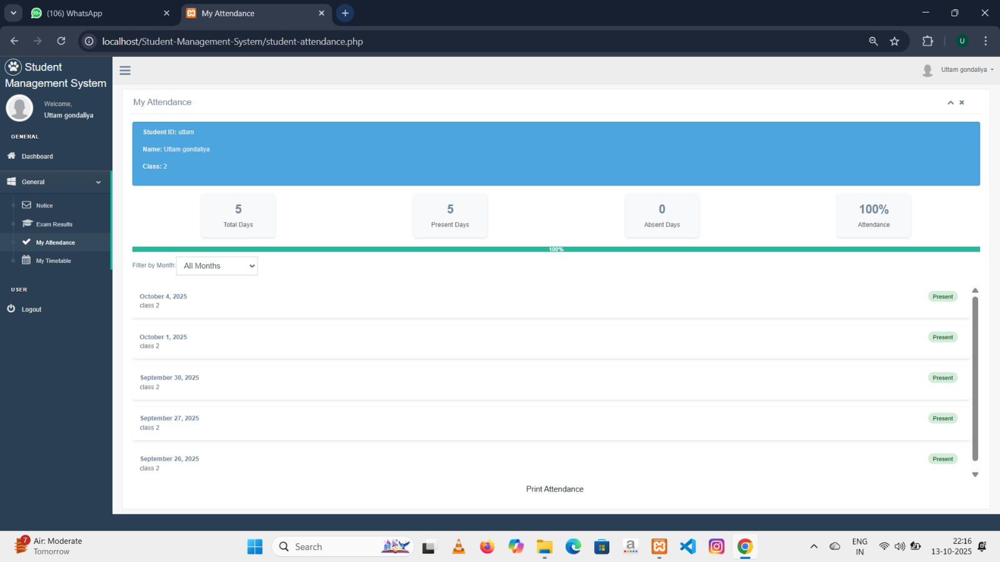 (106) WhatsApp
My Attendance
localhost/Student-Management-System/student-attendance.php
U
Student
Management System
Welcome,
Uttam gondaliya
GENERAL
Dashboard
General
Notice
Exam Results
My Attendance
My Timetable
USER
Logout
Uttam gondaliya
My Attendance
Student ID: uttam
Name: Uttam gondaliya
Class: 2
5
Total Days
5
Present Days
0
Absent Days
100%
Attendance
100%
Filter by Month:
All Months
October 4, 2025
class 2
Present
October 1, 2025
class 2
Present
September 30, 2025
class 2
Present
September 27, 2025
class 2
Present
September 26, 2025
class 2
Present
Print Attendance
7
Air: Moderate
Tomorrow
Search
a
ENG
IN
22:16
13-10-2025